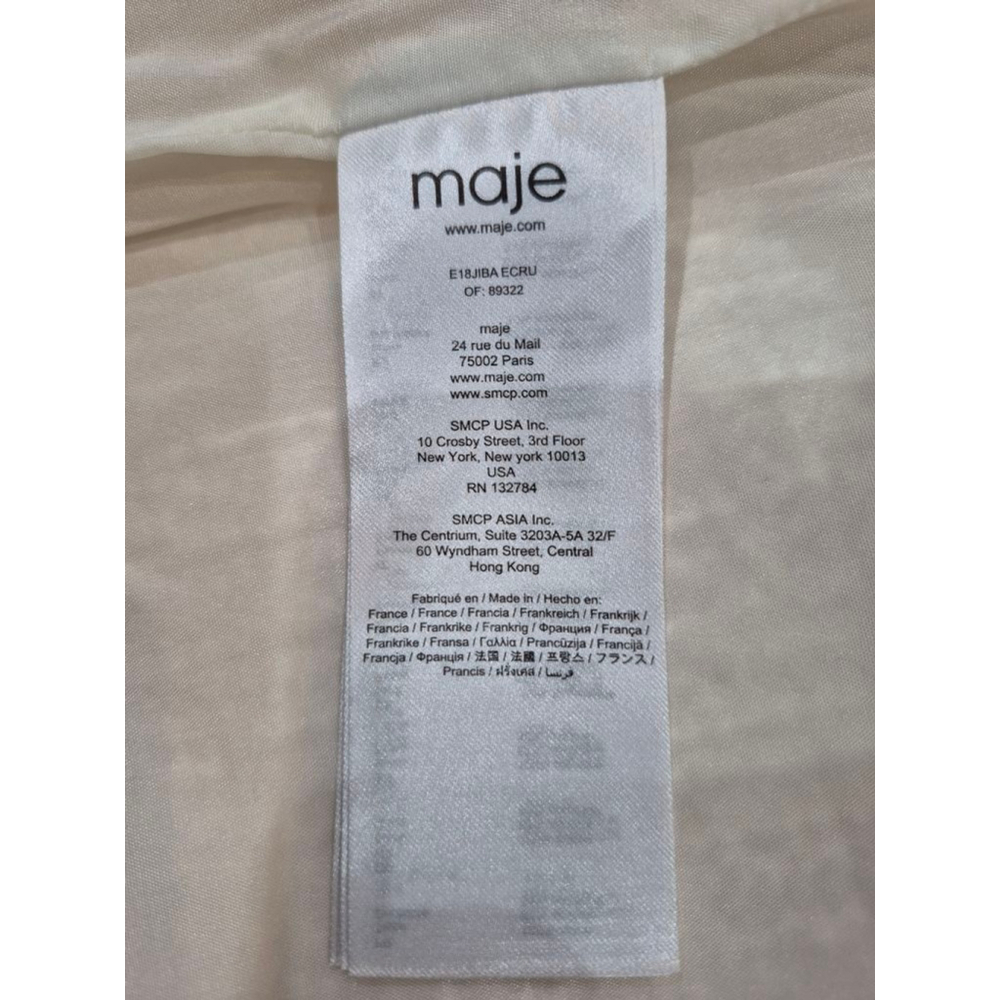 maje
www.maje.com
E18JIBA ECRU
OF: 89322
maje
24 rue du Mail
75002 Paris
www.maje.com
www.smcp.com
SMCP USA Inc.
10 Crosby Street, 3rd Floor
New York, New york 10013
USA
RN 132784
SMCP ASIA Inc.
The Centrium, Suite 3203A-5A 32/F
60 Wyndham Street, Central
Hong Kong
Fabriqué en / Made in / Hecho en:
France / France / Francia / Frankreich / Frankrijk /
Francia / Frankrike / Frankrig / Франция / França /
Frankrike / Fransa / Γαλλία / Prancūzija / Francijā /
Francja / Франція / 法国 / 法國 / 프랑스 / フランス /
Prancis / ฝรั่งเศส / فرنسا